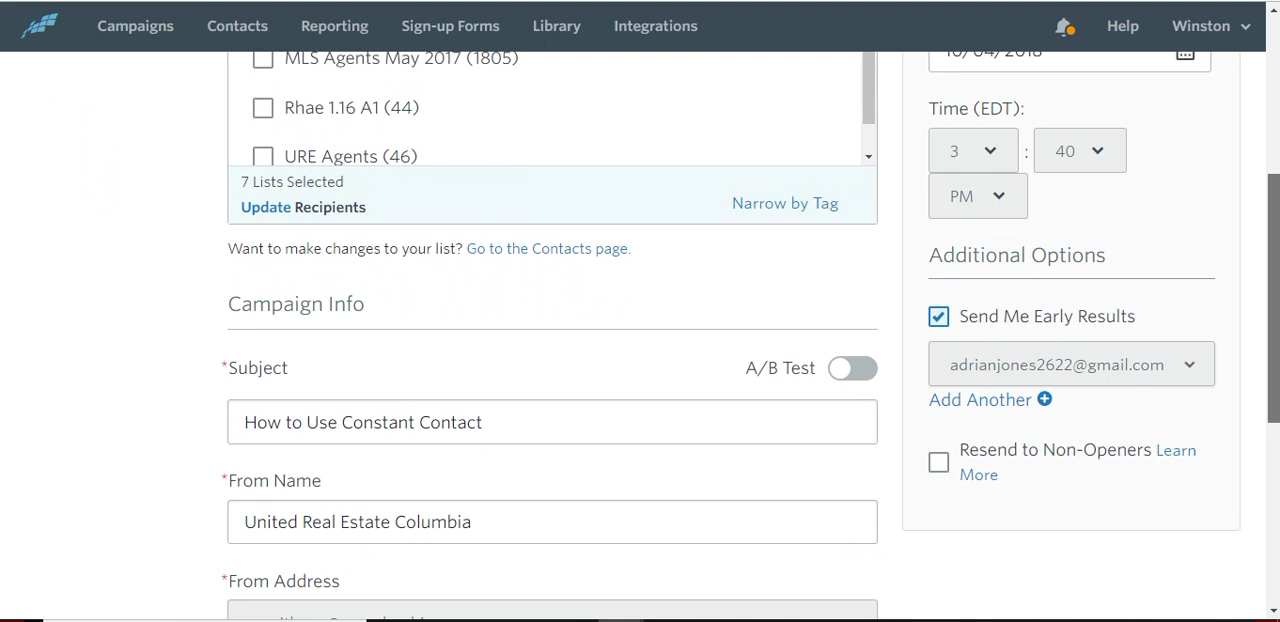 Campaigns Contacts Reporting Sign-up Forms Library Integrations Help Winston
MLS Agents May 2017 (1805)
Rhae 1.16 A1 (44)
URE Agents (46)
7 Lists Selected
Update Recipients
Narrow by Tag
Want to make changes to your list? Go to the Contacts page.
Campaign Info
*Subject
A/B Test
How to Use Constant Contact
*From Name
United Real Estate Columbia
*From Address
10/04/2018
Time (EDT):
3 : 40
PM
Additional Options
Send Me Early Results
adrianjones2622@gmail.com
Add Another
Resend to Non-Openers Learn
More